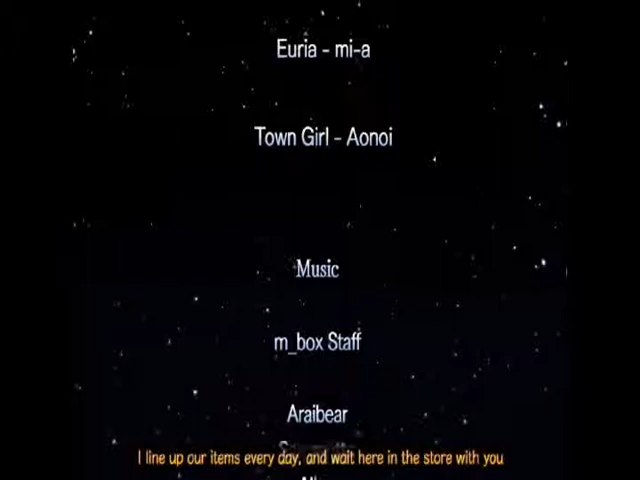 Euria - mi-a
Town Girl - Aonoi
Music
m_box Staff
Araibear
I line up our items every day, and wait here in the store with you